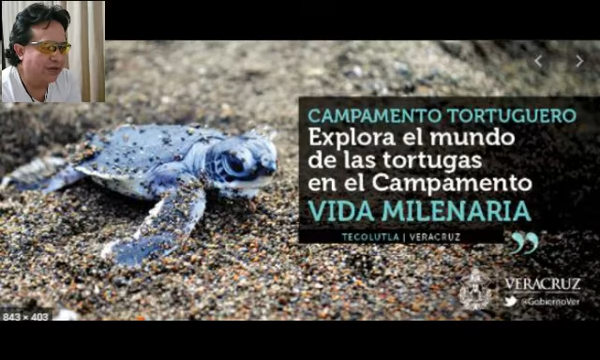 CAMPAMENTO TORTUGUERO
Explora el mundo
de las tortugas
en el Campamento
VIDA MILENARIA
TECOLUTLA | VERACRUZ
VERACRUZ
@GobiernoVer
843 × 403